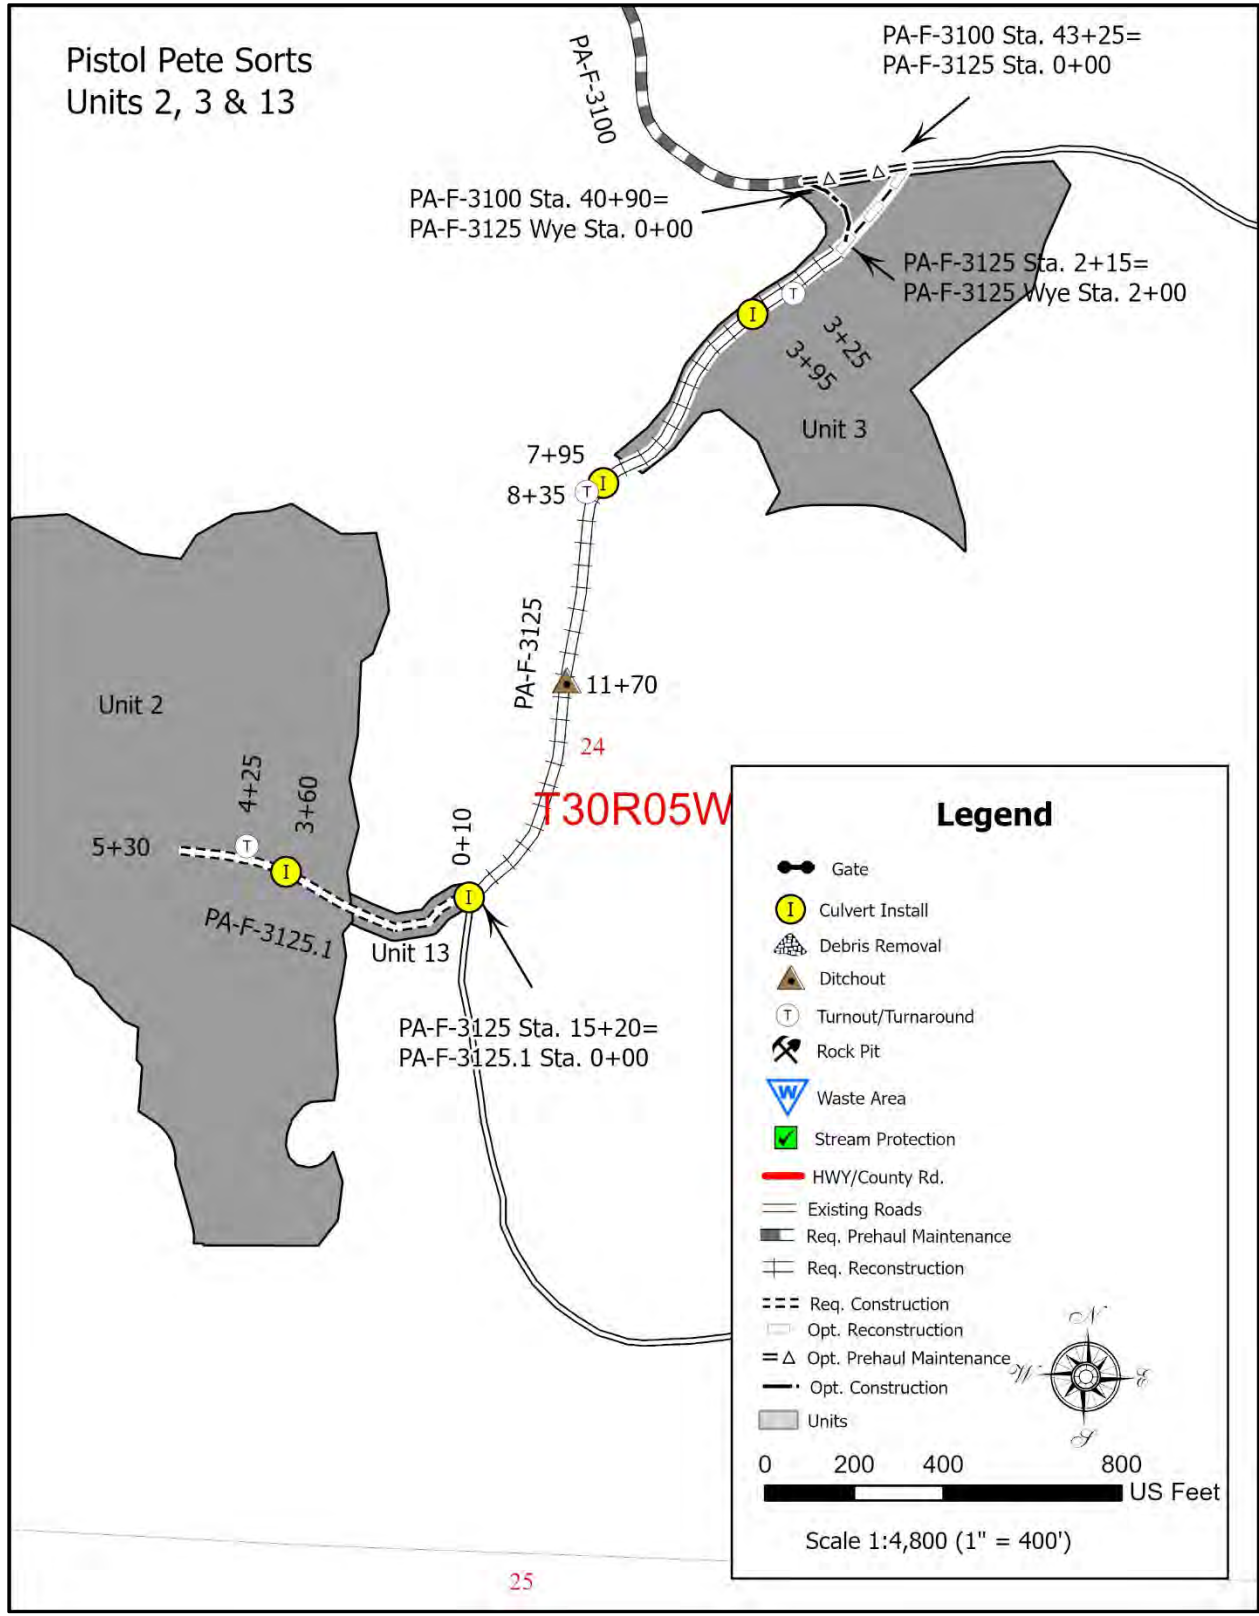 Pistol Pete Sorts
Units 2, 3 & 13
PA-F-3100
PA-F-3100 Sta. 43+25=
PA-F-3125 Sta. 0+00
PA-F-3100 Sta. 40+90=
PA-F-3125 Wye Sta. 0+00
PA-F-3125 Sta. 2+15=
PA-F-3125 Wye Sta. 2+00
T
I
3+25
3+95
Unit 3
7+95
I
8+35
T
PA-F-3125
11+70
Unit 2
24
T30R05W
4+25
3+60
0+10
5+30
T
I
I
PA-F-3125.1
Unit 13
PA-F-3125 Sta. 15+20=
PA-F-3125.1 Sta. 0+00
25
Legend
Gate
I Culvert Install
Debris Removal
Ditchout
T Turnout/Turnaround
Rock Pit
W Waste Area
Stream Protection
HWY/County Rd.
Existing Roads
Req. Prehaul Maintenance
Req. Reconstruction
Req. Construction
Opt. Reconstruction
Opt. Prehaul Maintenance
Opt. Construction
Units
N
W E
S
0 200 400 800
US Feet
Scale 1:4,800 (1" = 400')